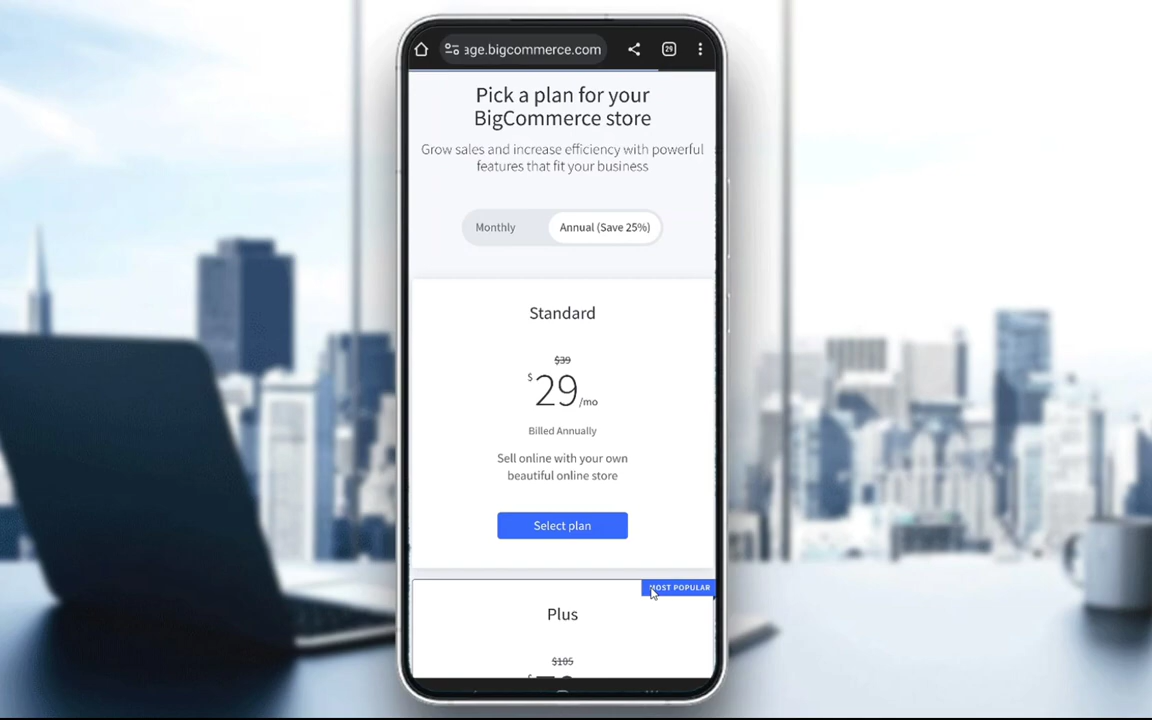 age.bigcommerce.com
29
Pick a plan for your
BigCommerce store
Grow sales and increase efficiency with powerful
features that fit your business
Monthly
Annual (Save 25%)
Standard
$39
$29/mo
Billed Annually
Sell online with your own
beautiful online store
Select plan
MOST POPULAR
Plus
$105